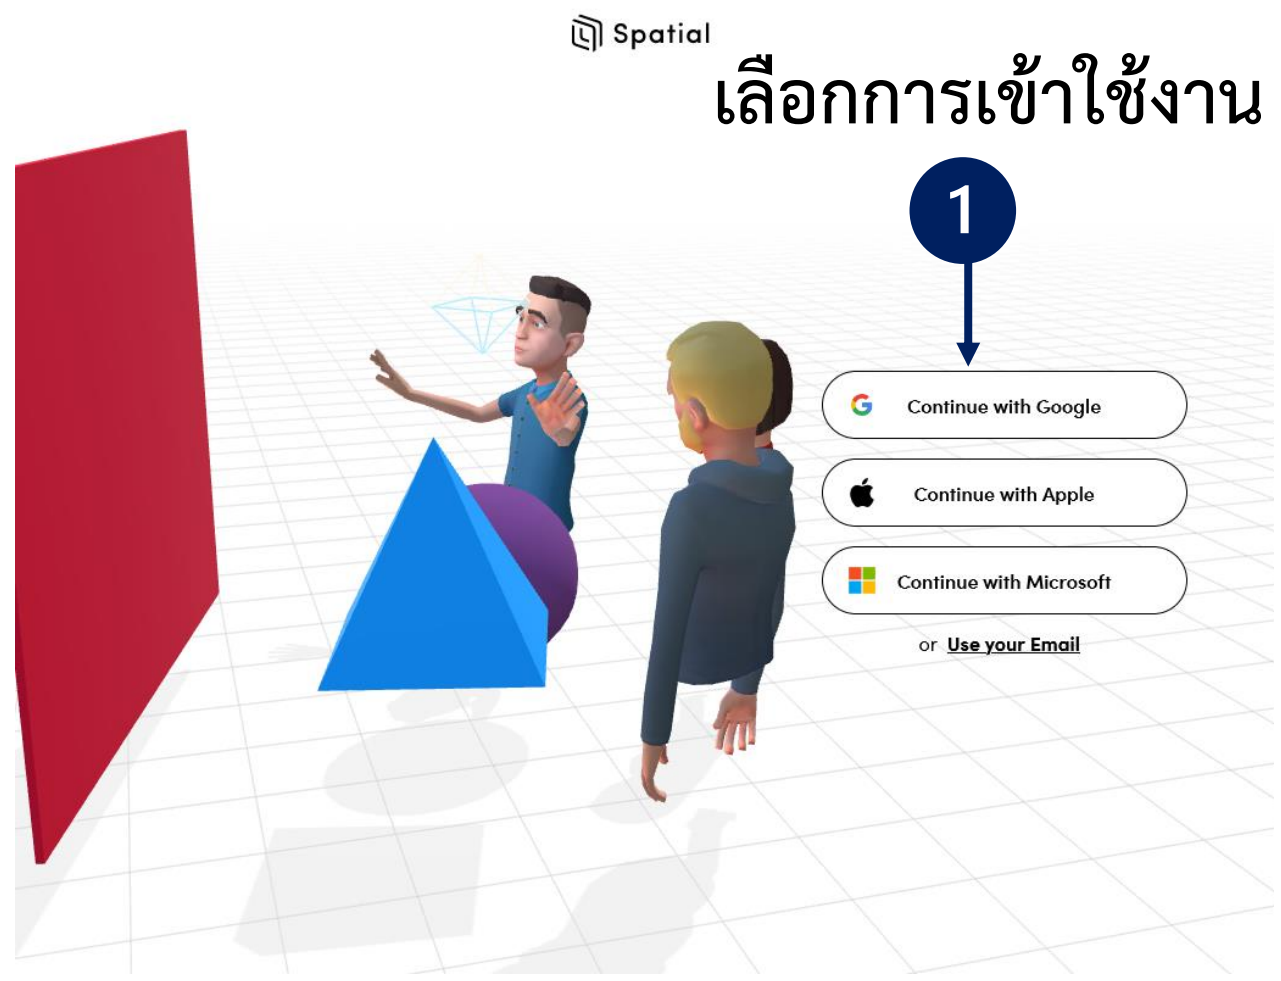 Spatial
เลือกการเข้าใช้งาน
1
Continue with Google
Continue with Apple
Continue with Microsoft
or Use your Email